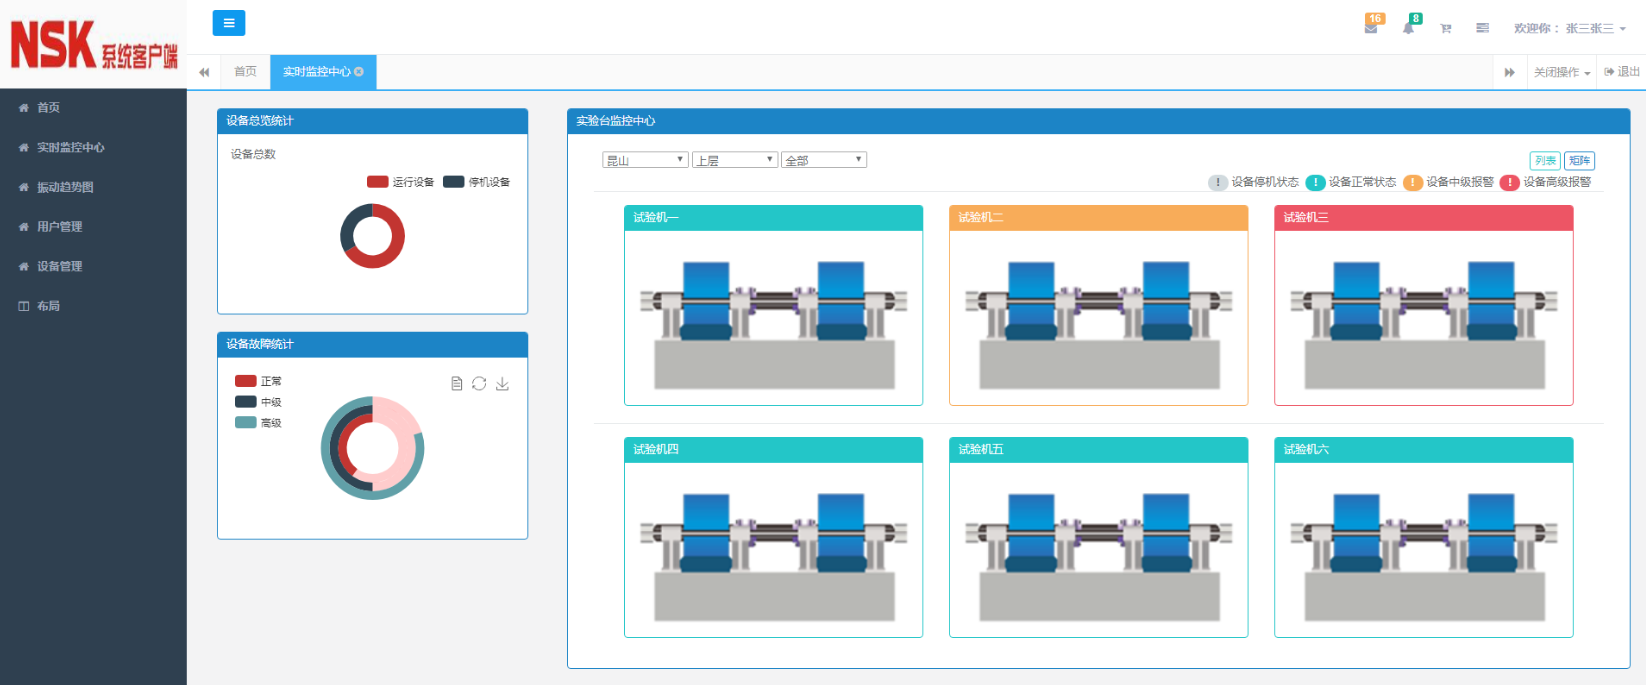 NSK系统客户端
16
8
欢迎你： 张三张三
首页
实时监控中心
关闭操作
退出
首页
实时监控中心
振动趋势图
用户管理
设备管理
布局
设备总览统计
设备总数
运行设备
停机设备
设备故障统计
正常
中级
高级
实验台监控中心
昆山
上层
全部
列表
矩阵
! 设备停机状态
! 设备正常状态
! 设备中级报警
! 设备高级报警
试验机一
试验机二
试验机三
试验机四
试验机五
试验机六